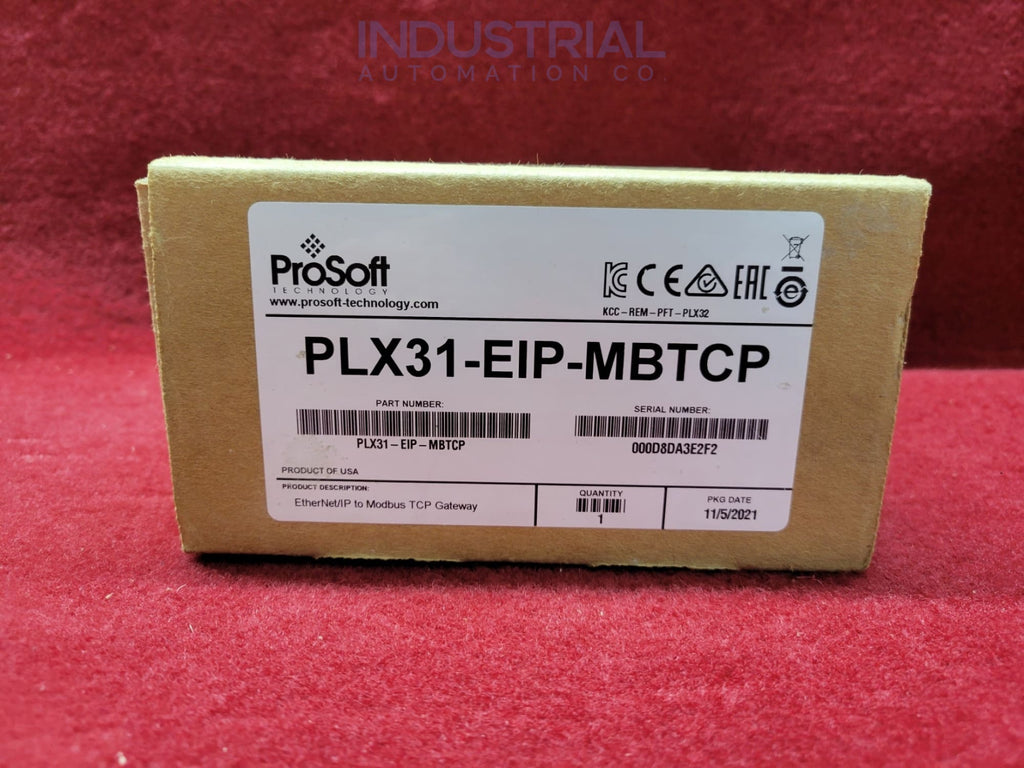 INDUSTRIAL
AUTOMATION CO.
ProSoft
TECHNOLOGY
www.prosoft-technology.com
KC CE EAC e
KCC-REM-PFT-PLX32
PLX31-EIP-MBTCP
PART NUMBER:
PLX31-EIP-MBTCP
SERIAL NUMBER:
000D8DA3E2F2
PRODUCT OF USA
PRODUCT DESCRIPTION:
EtherNet/IP to Modbus TCP Gateway
QUANTITY
1
PKG DATE
11/5/2021